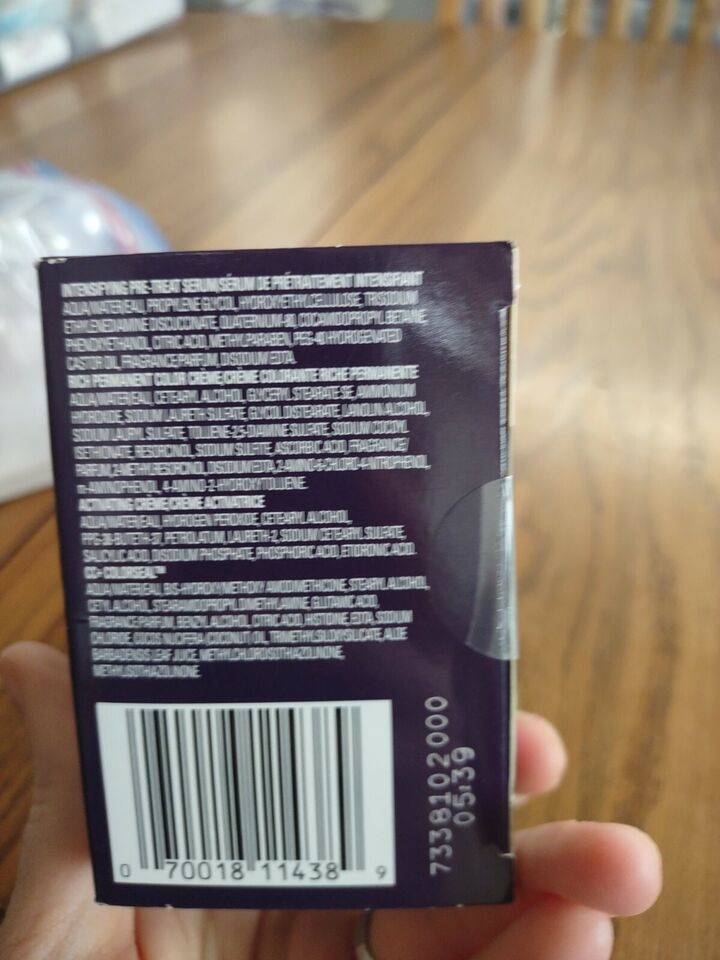 INTENSIFYING PRE-TREAT SERUM/SÉRUM DE PRÉTRAITEMENT INTENSIFIANT
AQUA/WATER/EAU, PROPYLENE GLYCOL, HYDROXYETHYLCELLULOSE, TRISODIUM
ETHYLENEDIAMINE DISUCCINATE, COCAMIDOPROPYL BETAINE,
PHENOXYETHANOL, CITRIC ACID, METHYLPARABEN, PEG-40 HYDROGENATED
CASTOR OIL, FRAGRANCE/PARFUM, DISODIUM EDTA.
RICH PERMANENT COLOR CRÈME/CRÈME COLORANTE RICHE PERMANENTE
AQUA/WATER/EAU, CETEARYL ALCOHOL, GLYCERYL STEARATE SE, AMMONIUM
HYDROXIDE, SODIUM LAURETH SULFATE, GLYCOL DISTEARATE, LANOLIN ALCOHOL,
SODIUM LAURYL SULFATE, TOLUENE-2,5-DIAMINE SULFATE, SODIUM COCOYL
ISETHIONATE, RESORCINOL, SODIUM SULFATE, ASCORBIC ACID, FRAGRANCE/
PARFUM, 2-METHYLRESORCINOL, DISODIUM EDTA, 2-AMINO-6-CHLORO-4-NITROPHENOL,
m-AMINOPHENOL, 4-AMINO-2-HYDROXYTOLUENE.
ACTIVATING CRÈME/CRÈME ACTIVATRICE
AQUA/WATER/EAU, HYDROGEN PEROXIDE, CETEARYL ALCOHOL,
PPG-38-BUTETH-37, PETROLATUM, LAURETH-2, SODIUM CETEARYL SULFATE,
SALICYLIC ACID, DISODIUM PHOSPHATE, PHOSPHORIC ACID, ETIDRONIC ACID.
CC+ COLORSEAL™
AQUA/WATER/EAU, BIS-HYDROXY/METHOXY AMODIMETHICONE, STEARYL ALCOHOL,
CETYL ALCOHOL, STEARAMIDOPROPYL DIMETHYLAMINE, GLUTAMIC ACID,
FRAGRANCE/PARFUM, BENZYL ALCOHOL, CITRIC ACID, EDTA, SODIUM
CHLORIDE, COCOS NUCIFERA/COCONUT OIL, TRIMETHYLSILOXYSILICATE, ALOE
BARBADENSIS LEAF JUICE, METHYLCHLOROISOTHIAZOLINONE,
METHYLISOTHIAZOLINONE.
0 70018 11438 9
7338102000
05:39